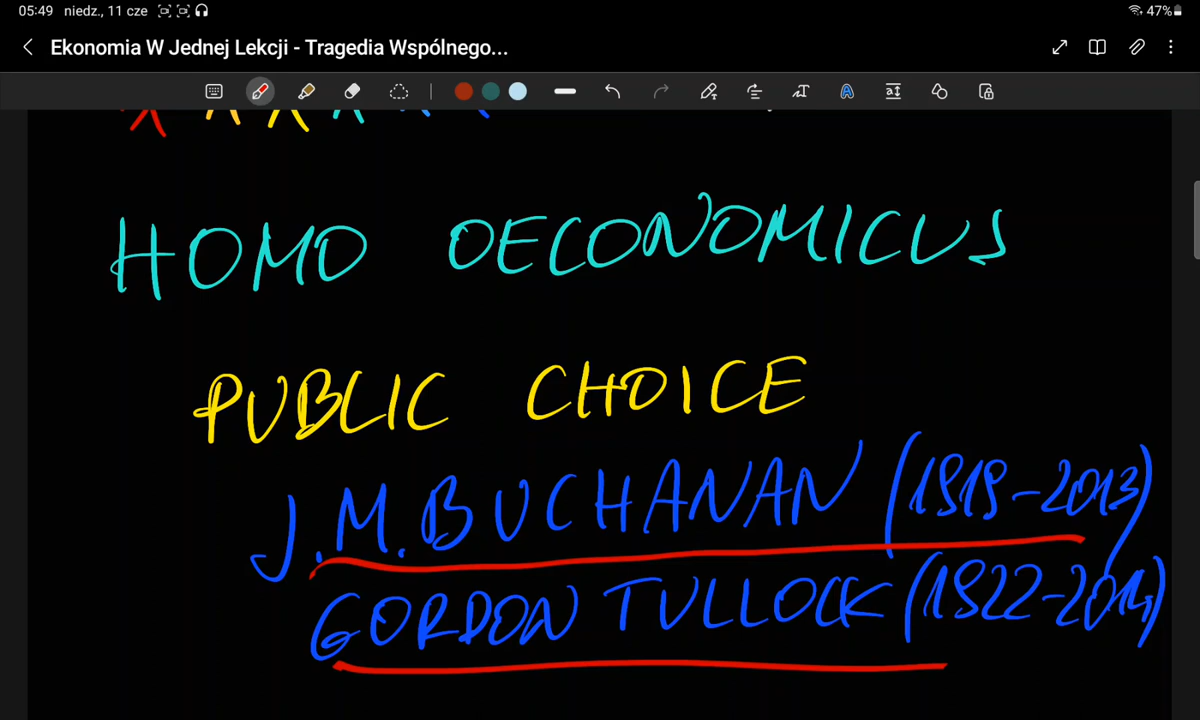 05:49 niedz., 11 cze 47%
Ekonomia W Jednej Lekcji - Tragedia Wspólnego...
HOMO OECONOMICUS
PUBLIC CHOICE
J.M.BUCHANAN (1919-2013)
GORDON TULLOCK (1922-2014)